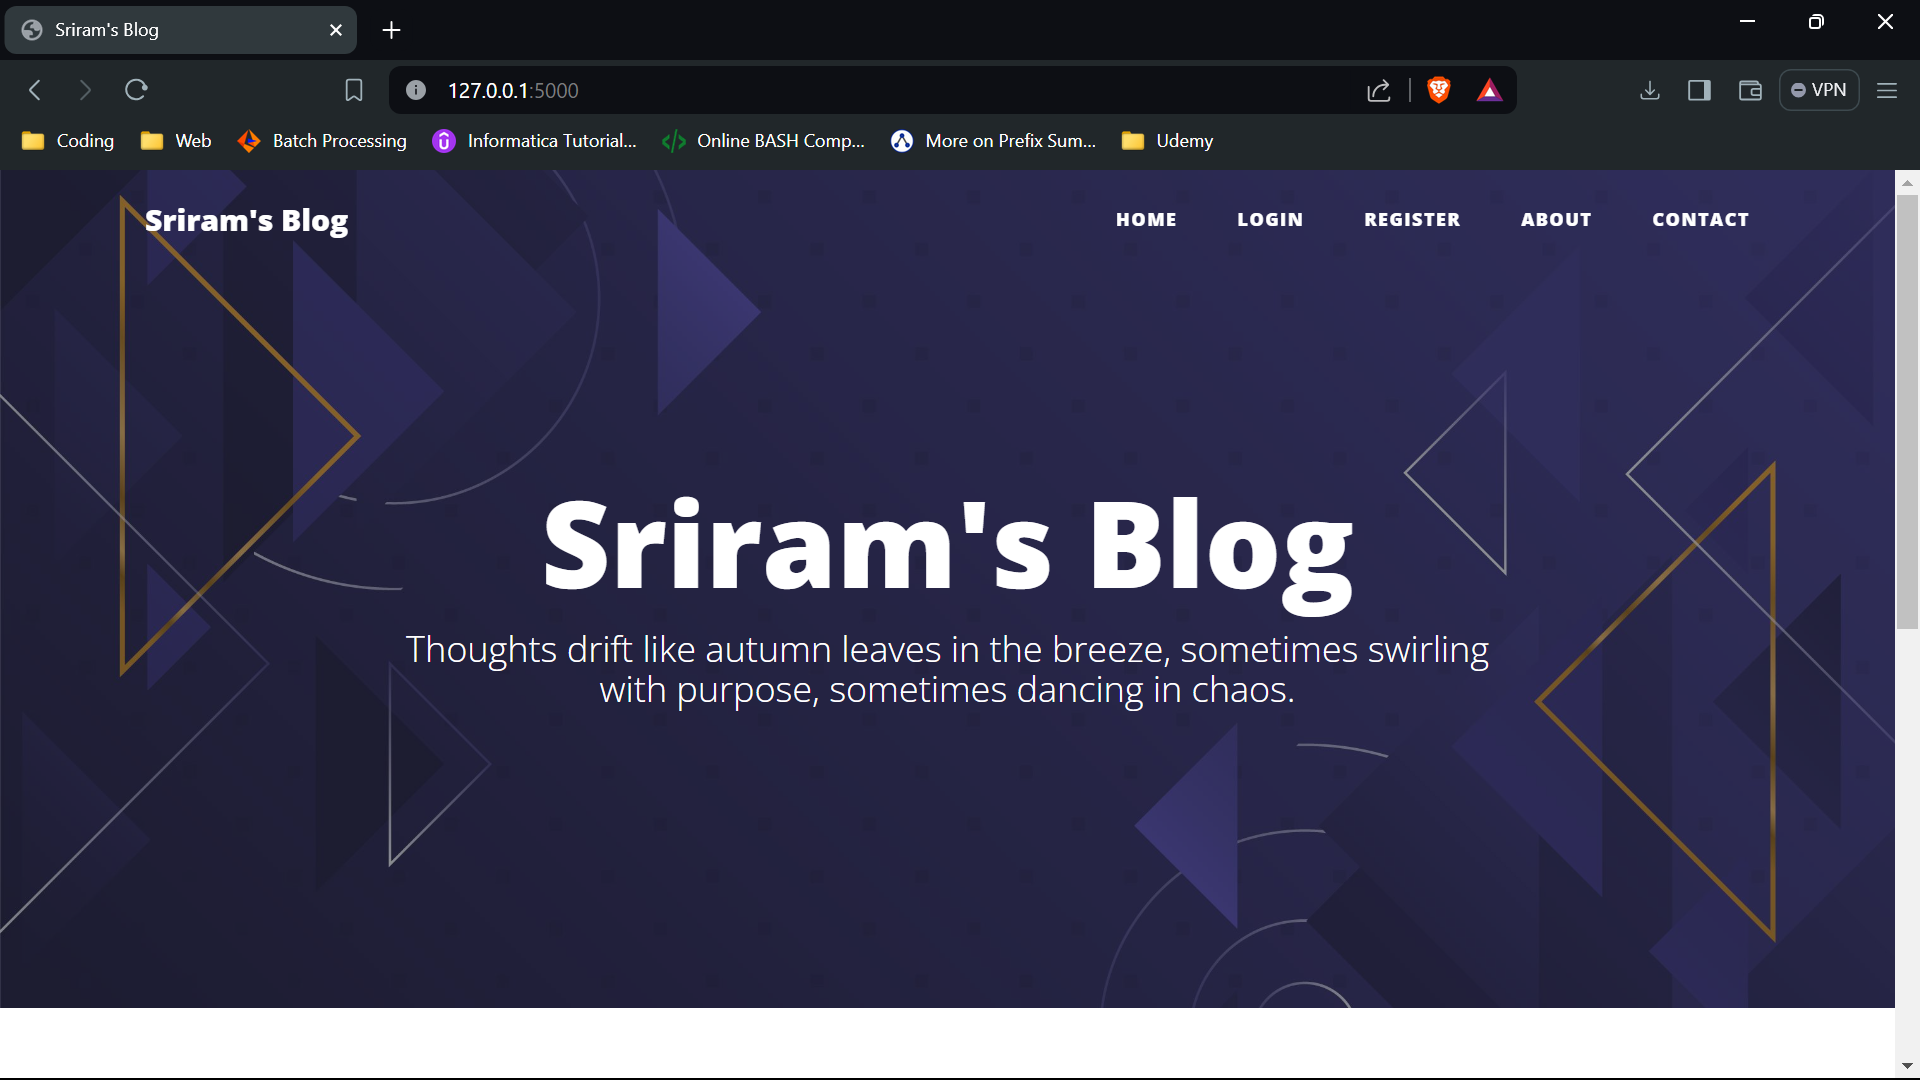 Sriram's Blog
127.0.0.1:5000
VPN
Coding Web Batch Processing Informatica Tutorial... Online BASH Comp... More on Prefix Sum... Udemy
Sriram's Blog HOME LOGIN REGISTER ABOUT CONTACT
Sriram's Blog
Thoughts drift like autumn leaves in the breeze, sometimes swirling
with purpose, sometimes dancing in chaos.